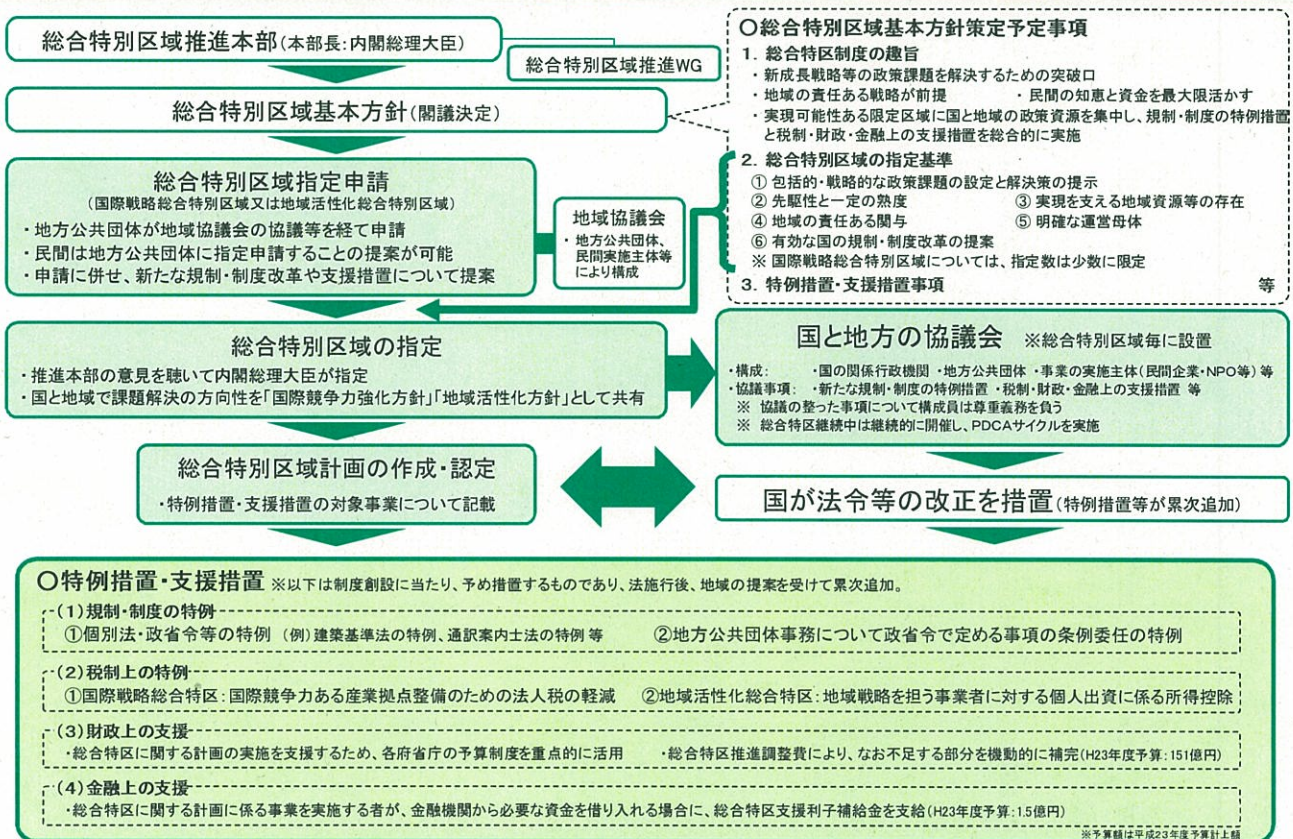 総合特別区域推進本部(本部長:内閣総理大臣)
総合特別区域推進WG
総合特別区域基本方針(閣議決定)
総合特別区域指定申請
(国際戦略総合特別区域又は地域活性化総合特別区域)
・地方公共団体が地域協議会の協議等を経て申請
・民間は地方公共団体に指定申請することの提案が可能
・申請に併せ、新たな規制・制度改革や支援措置について提案
地域協議会
・地方公共団体、
民間実施主体等
により構成
〇総合特別区域基本方針策定予定事項
1. 総合特区制度の趣旨
・新成長戦略等の政策課題を解決するための突破口
・地域の責任ある戦略が前提 ・民間の知恵と資金を最大限活かす
・実現可能性ある限定区域に国と地域の政策資源を集中し、規制・制度の特例措置
と税制・財政・金融上の支援措置を総合的に実施
2. 総合特別区域の指定基準
① 包括的・戦略的な政策課題の設定と解決策の提示
② 先駆性と一定の熟度 ③ 実現を支える地域資源等の存在
④ 地域の責任ある関与 ⑤ 明確な運営母体
⑥ 有効な国の規制・制度改革の提案
※ 国際戦略総合特別区域については、指定数は少数に限定
3. 特例措置・支援措置事項 等
総合特別区域の指定
・推進本部の意見を聴いて内閣総理大臣が指定
・国と地域で課題解決の方向性を「国際競争力強化方針」「地域活性化方針」として共有
国と地方の協議会 ※総合特別区域毎に設置
・構成: ・国の関係行政機関 ・地方公共団体 ・事業の実施主体(民間企業・NPO等) 等
・協議事項: ・新たな規制・制度の特例措置 ・税制・財政・金融上の支援措置 等
※ 協議の整った事項について構成員は尊重義務を負う
※ 総合特区継続中は継続的に開催し、PDCAサイクルを実施
総合特別区域計画の作成・認定
・特例措置・支援措置の対象事業について記載
国が法令等の改正を措置(特例措置等が累次追加)
〇特例措置・支援措置 ※以下は制度創設に当たり、予め措置するものであり、法施行後、地域の提案を受けて累次追加。
(1)規制・制度の特例
①個別法・政省令等の特例 (例)建築基準法の特例、通訳案内士法の特例 等 ②地方公共団体事務について政省令で定める事項の条例委任の特例
(2)税制上の特例
①国際戦略総合特区:国際競争力ある産業拠点整備のための法人税の軽減 ②地域活性化総合特区:地域戦略を担う事業者に対する個人出資に係る所得控除
(3)財政上の支援
・総合特区に関する計画の実施を支援するため、各府省庁の予算制度を重点的に活用 ・総合特区推進調整費により、なお不足する部分を機動的に補完(H23年度予算:151億円)
(4)金融上の支援
・総合特区に関する計画に係る事業を実施する者が、金融機関から必要な資金を借り入れる場合に、総合特区支援利子補給金を支給(H23年度予算:1.5億円)
※予算額は平成23年度予算計上額